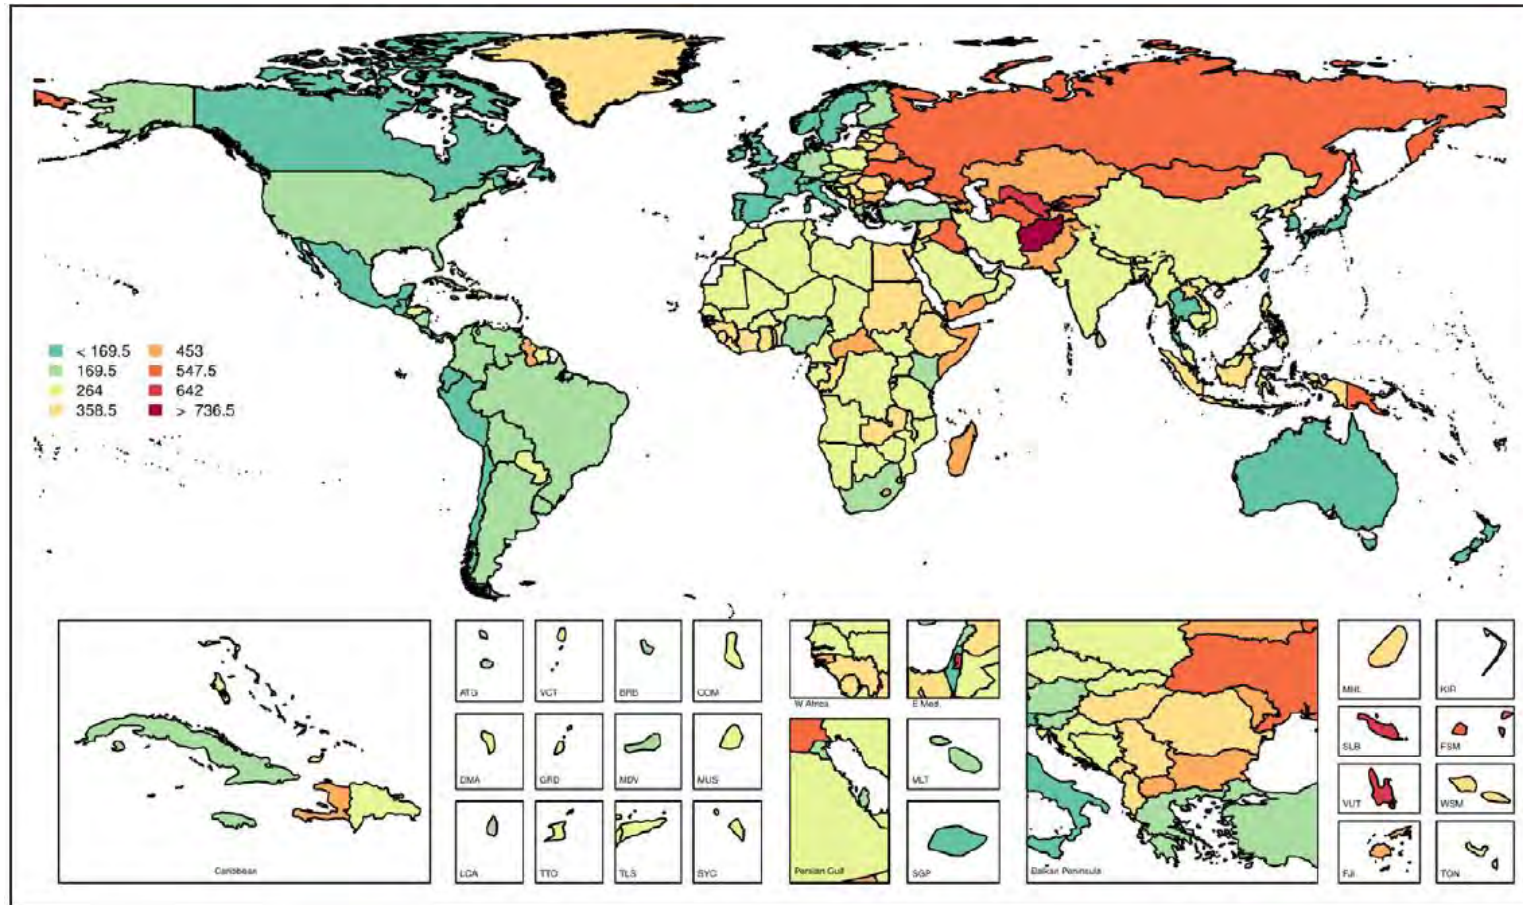 < 169.5
169.5
264
358.5
453
547.5
642
> 736.5
Caribbean
ATG
VCT
BRB
COM
DMA
GRD
MDV
MUS
LCA
TTO
TLS
SYC
W Africa
E Med.
Persian Gulf
MLT
SGP
Balkan Peninsula
MHL
KIR
SLB
FSM
VUT
WSM
FJI
TON